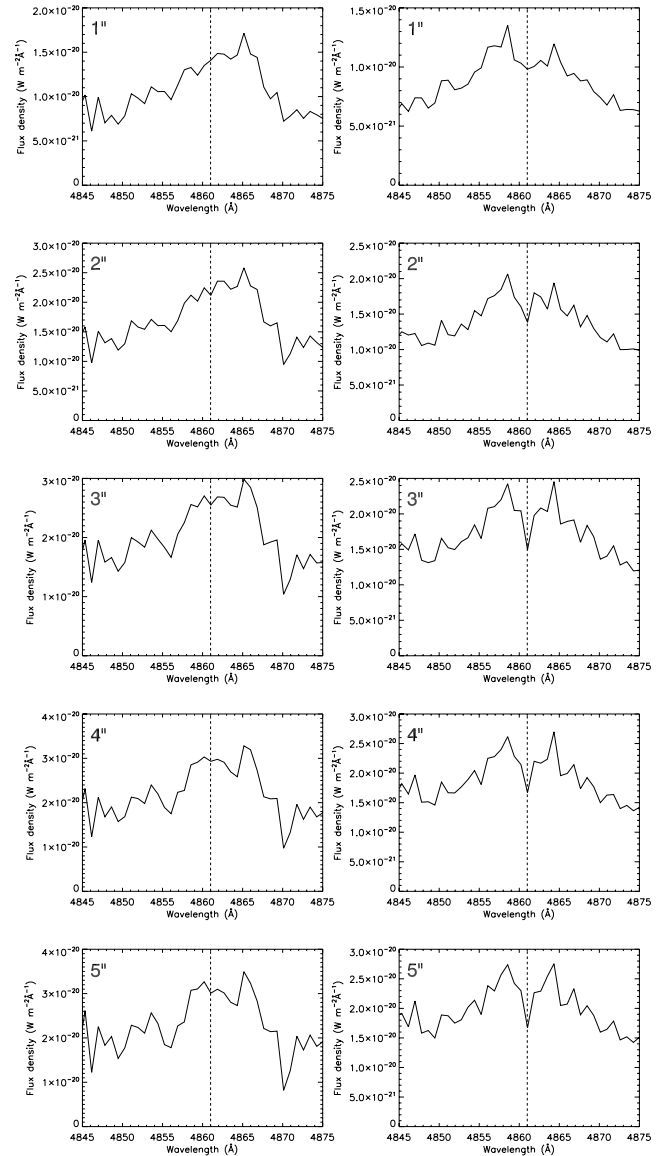 1"
2.0×10⁻²⁰
1.5×10⁻²⁰
1.0×10⁻²⁰
5.0×10⁻²¹
0
Flux density (W m⁻²Å⁻¹)
4845 4850 4855 4860 4865 4870 4875
Wavelength (Å)
1"
1.5×10⁻²⁰
1.0×10⁻²⁰
5.0×10⁻²¹
0
Flux density (W m⁻²Å⁻¹)
4845 4850 4855 4860 4865 4870 4875
Wavelength (Å)
2"
3.0×10⁻²⁰
2.5×10⁻²⁰
2.0×10⁻²⁰
1.5×10⁻²⁰
1.0×10⁻²⁰
5.0×10⁻²¹
0
Flux density (W m⁻²Å⁻¹)
4845 4850 4855 4860 4865 4870 4875
Wavelength (Å)
2"
2.5×10⁻²⁰
2.0×10⁻²⁰
1.5×10⁻²⁰
1.0×10⁻²⁰
5.0×10⁻²¹
0
Flux density (W m⁻²Å⁻¹)
4845 4850 4855 4860 4865 4870 4875
Wavelength (Å)
3"
3×10⁻²⁰
2×10⁻²⁰
1×10⁻²⁰
0
Flux density (W m⁻²Å⁻¹)
4845 4850 4855 4860 4865 4870 4875
Wavelength (Å)
3"
2.5×10⁻²⁰
2.0×10⁻²⁰
1.5×10⁻²⁰
1.0×10⁻²⁰
5.0×10⁻²¹
0
Flux density (W m⁻²Å⁻¹)
4845 4850 4855 4860 4865 4870 4875
Wavelength (Å)
4"
4×10⁻²⁰
3×10⁻²⁰
2×10⁻²⁰
1×10⁻²⁰
0
Flux density (W m⁻²Å⁻¹)
4845 4850 4855 4860 4865 4870 4875
Wavelength (Å)
4"
3.0×10⁻²⁰
2.5×10⁻²⁰
2.0×10⁻²⁰
1.5×10⁻²⁰
1.0×10⁻²⁰
5.0×10⁻²¹
0
Flux density (W m⁻²Å⁻¹)
4845 4850 4855 4860 4865 4870 4875
Wavelength (Å)
5"
4×10⁻²⁰
3×10⁻²⁰
2×10⁻²⁰
1×10⁻²⁰
0
Flux density (W m⁻²Å⁻¹)
4845 4850 4855 4860 4865 4870 4875
Wavelength (Å)
5"
3.0×10⁻²⁰
2.5×10⁻²⁰
2.0×10⁻²⁰
1.5×10⁻²⁰
1.0×10⁻²⁰
5.0×10⁻²¹
0
Flux density (W m⁻²Å⁻¹)
4845 4850 4855 4860 4865 4870 4875
Wavelength (Å)